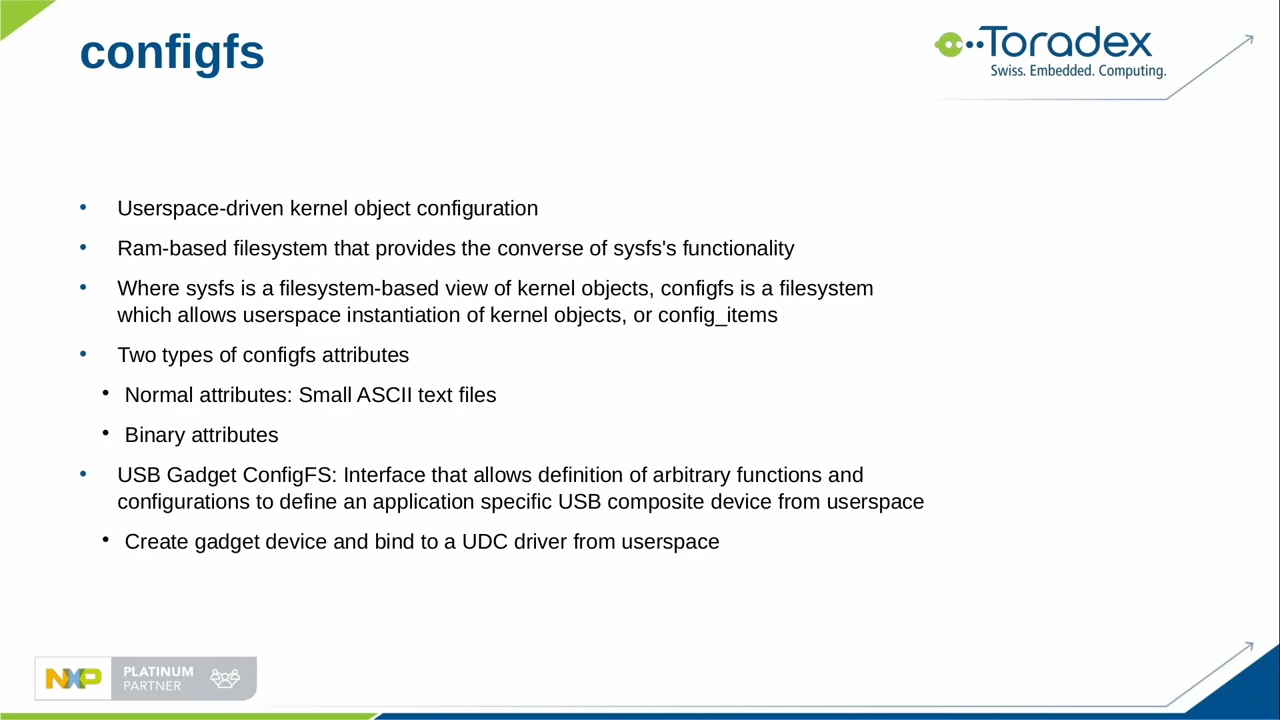 configfs
Toradex
Swiss. Embedded. Computing.
• Userspace-driven kernel object configuration
• Ram-based filesystem that provides the converse of sysfs's functionality
• Where sysfs is a filesystem-based view of kernel objects, configfs is a filesystem
which allows userspace instantiation of kernel objects, or config_items
• Two types of configfs attributes
• Normal attributes: Small ASCII text files
• Binary attributes
• USB Gadget ConfigFS: Interface that allows definition of arbitrary functions and
configurations to define an application specific USB composite device from userspace
• Create gadget device and bind to a UDC driver from userspace
NXP
PLATINUM
PARTNER